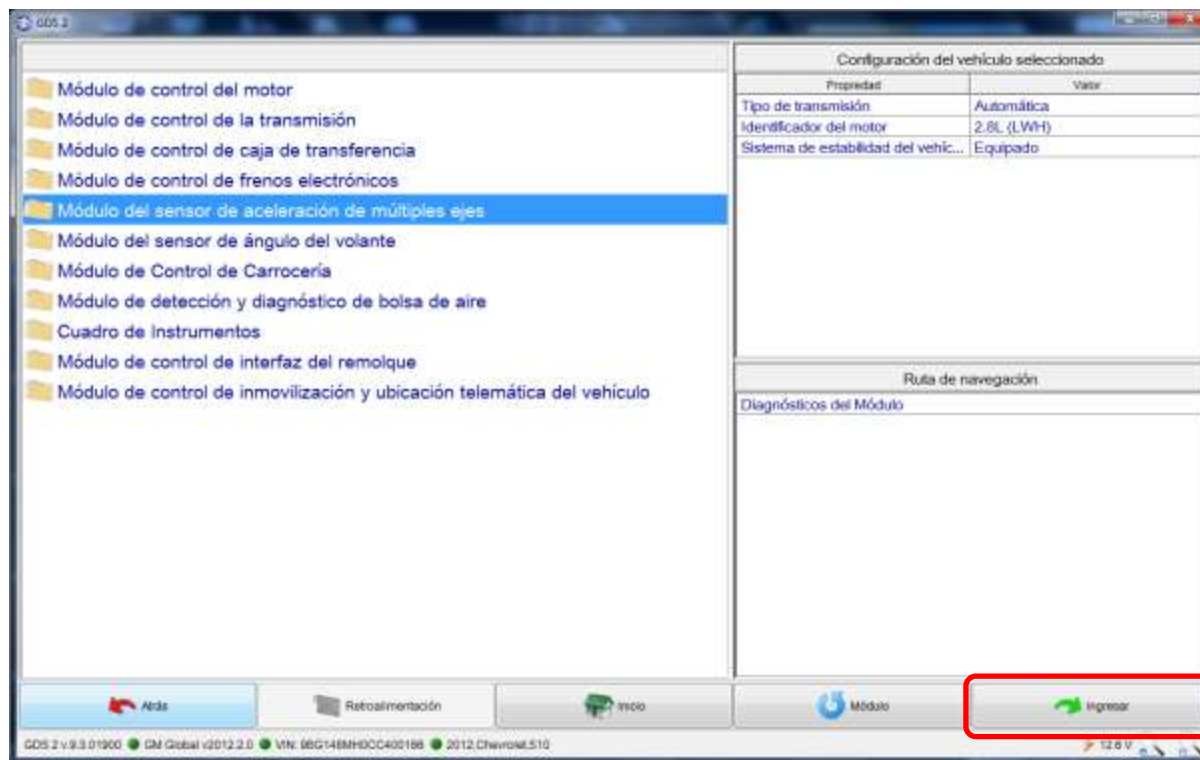 GDS 2
Módulo de control del motor
Módulo de control de la transmisión
Módulo de control de caja de transferencia
Módulo de control de frenos electrónicos
Módulo del sensor de aceleración de múltiples ejes
Módulo del sensor de ángulo del volante
Módulo de Control de Carrocería
Módulo de detección y diagnóstico de bolsa de aire
Cuadro de Instrumentos
Módulo de control de interfaz del remolque
Módulo de control de inmovilización y ubicación telemática del vehículo
Configuración del vehículo seleccionado
Propiedad Valor
Tipo de transmisión Automática
Identificador del motor 2.8L (LWH)
Sistema de estabilidad del vehíc... Equipado
Ruta de navegación
Diagnósticos del Módulo
Atrás Retroalimentación Inicio Módulo Ingresar
GDS 2 v.9.3.01900 GM Global v2012.2.0 VIN: 2012,Chevrolet,S10 12.6 V